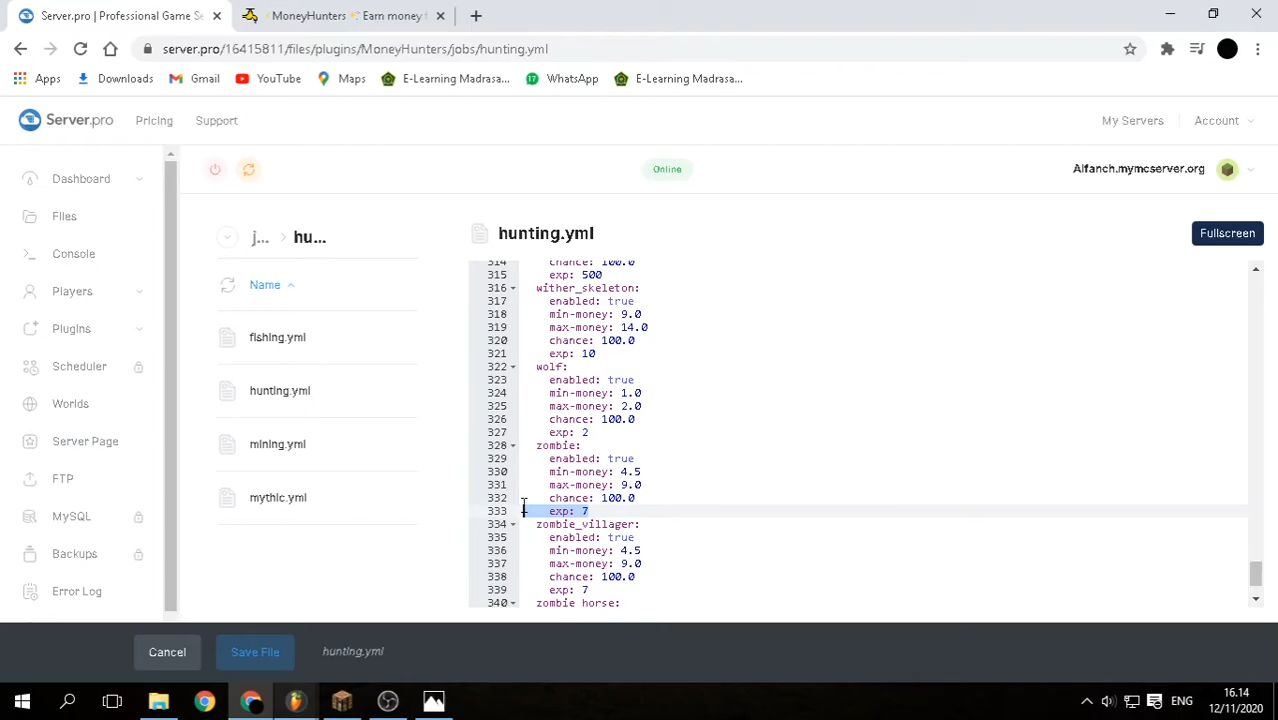 Server.pro | Professional Game Se
MoneyHunters ✨ Earn money f
server.pro/16415811/files/plugins/MoneyHunters/jobs/hunting.yml
Apps
Downloads
Gmail
YouTube
Maps
E-Learning Madrasa...
WhatsApp
E-Learning Madrasa...
Server.pro
Pricing
Support
My Servers
Account
Dashboard
Files
Console
Players
Plugins
Scheduler
Worlds
Server Page
FTP
MySQL
Backups
Error Log
Online
Alfanch.mymcserver.org
j... > hu...
Name
fishing.yml
hunting.yml
mining.yml
mythic.yml
hunting.yml
Fullscreen
314 chance: 100.0
315 exp: 500
316 wither_skeleton:
317 enabled: true
318 min-money: 9.0
319 max-money: 14.0
320 chance: 100.0
321 exp: 10
322 wolf:
323 enabled: true
324 min-money: 1.0
325 max-money: 2.0
326 chance: 100.0
327 exp: 2
328 zombie:
329 enabled: true
330 min-money: 4.5
331 max-money: 9.0
332 chance: 100.0
333 exp: 7
334 zombie_villager:
335 enabled: true
336 min-money: 4.5
337 max-money: 9.0
338 chance: 100.0
339 exp: 7
340 zombie_horse:
Cancel
Save File
hunting.yml
ENG
16.14
12/11/2020